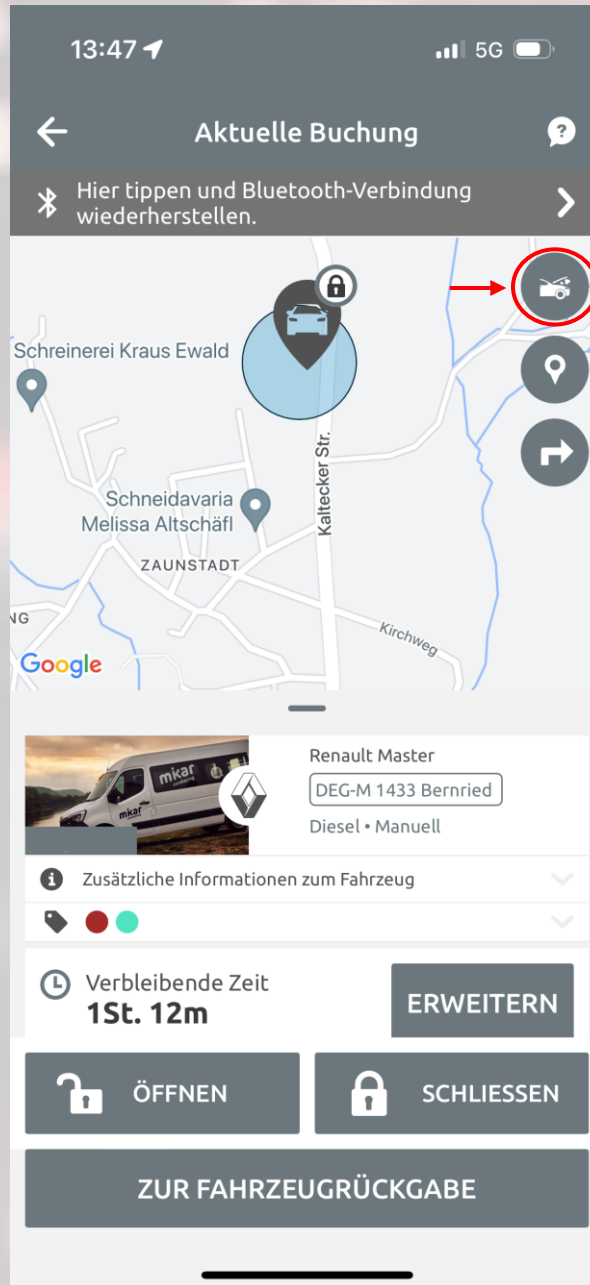 13:47
5G
Aktuelle Buchung
?
Hier tippen und Bluetooth-Verbindung
wiederherstellen.
Schreinerei Kraus Ewald
Kaltecker Str.
Schneidavaria
Melissa Altschäfl
ZAUNSTADT
NG
Kirchweg
Google
mkar
mkar
Renault Master
DEG-M 1433 Bernried
Diesel • Manuell
Zusätzliche Informationen zum Fahrzeug
Verbleibende Zeit
1St. 12m
ERWEITERN
ÖFFNEN
SCHLIESSEN
ZUR FAHRZEUGRÜCKGABE